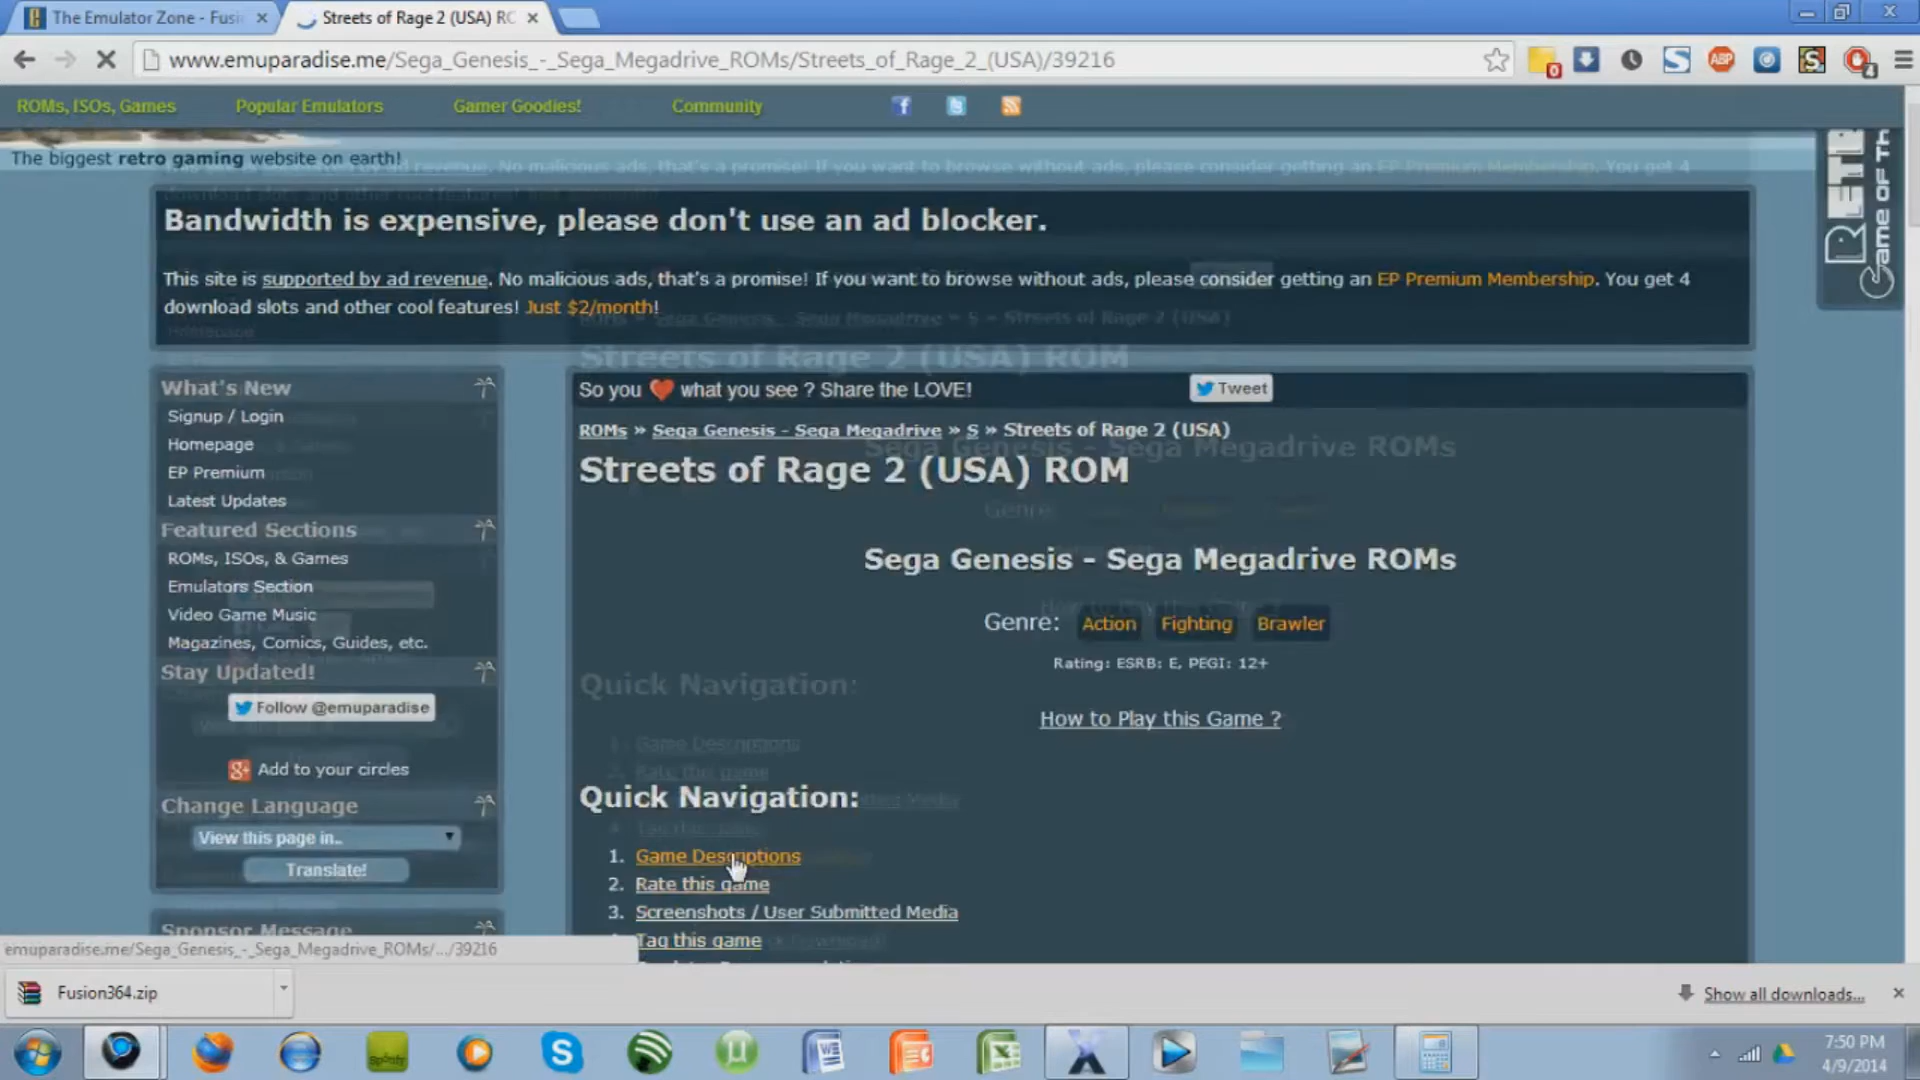 The Emulator Zone - Fusi
Streets of Rage 2 (USA) RO
www.emuparadise.me/Sega_Genesis_-_Sega_Megadrive_ROMs/Streets_of_Rage_2_(USA)/39216
0
ABP
4
ROMs, ISOs, Games
Popular Emulators
Gamer Goodies!
Community
The biggest retro gaming website on earth!
Bandwidth is expensive, please don't use an ad blocker.
This site is supported by ad revenue. No malicious ads, that's a promise! If you want to browse without ads, please consider getting an EP Premium Membership. You get 4
download slots and other cool features! Just $2/month!
What's New
Signup / Login
Homepage
EP Premium
Latest Updates
Featured Sections
ROMs, ISOs, & Games
Emulators Section
Video Game Music
Magazines, Comics, Guides, etc.
Stay Updated!
Follow @emuparadise
Add to your circles
Change Language
View this page in..
Translate!
Sponsor Message
So you ❤ what you see ? Share the LOVE!
Tweet
ROMs » Sega Genesis - Sega Megadrive » S » Streets of Rage 2 (USA)
Streets of Rage 2 (USA) ROM
Sega Genesis - Sega Megadrive ROMs
Genre: Action Fighting Brawler
Rating: ESRB: E, PEGI: 12+
How to Play this Game ?
Quick Navigation:
1. Game Descriptions
2. Rate this game
3. Screenshots / User Submitted Media
Tag this game
emuparadise.me/Sega_Genesis_-_Sega_Megadrive_ROMs/.../39216
Fusion364.zip
Show all downloads...
7:50 PM
4/9/2014